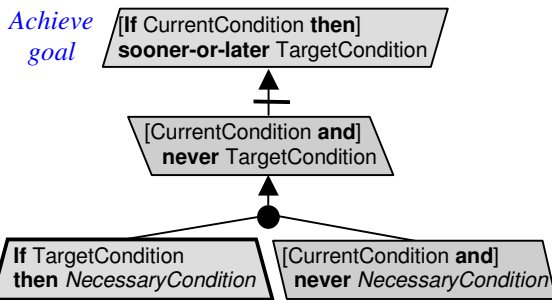 Achieve
goal
[If CurrentCondition then]
sooner-or-later TargetCondition
[CurrentCondition and]
never TargetCondition
If TargetCondition
then NecessaryCondition
[CurrentCondition and]
never NecessaryCondition